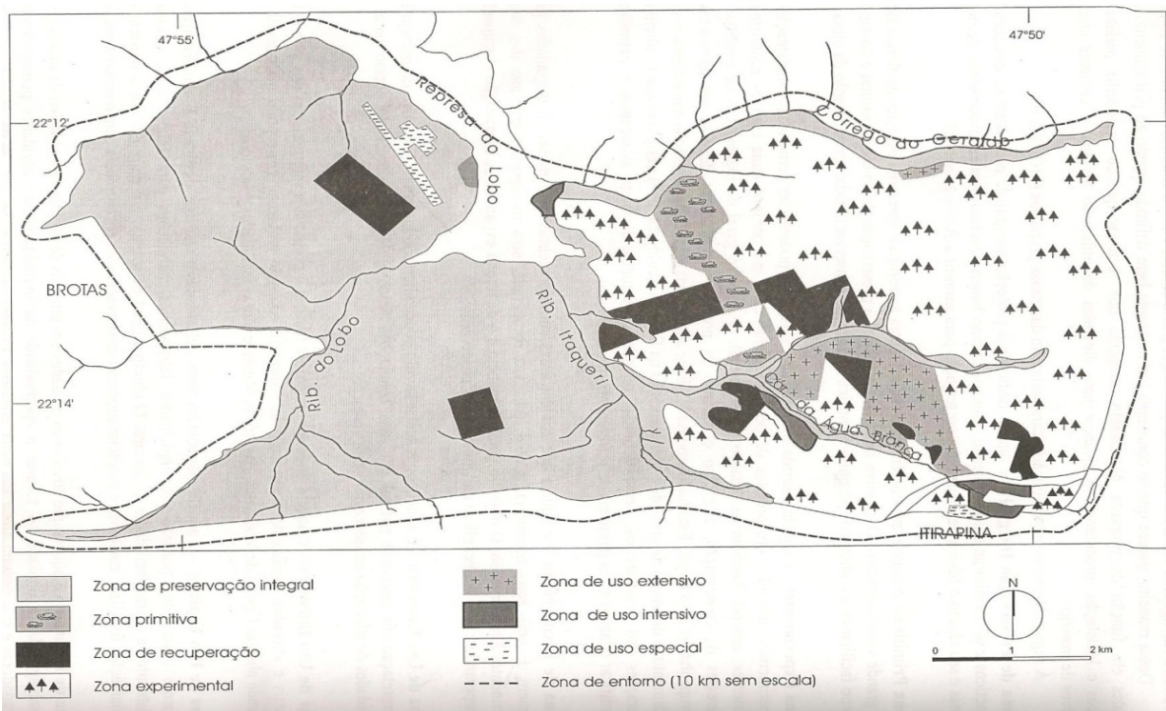 47°55'
47°50'
22°12'
Represa do Lobo
Córrego do Geraldo
BROTAS
Rib. do Lobo
Rib. Itaqueri
22°14'
Cór. da Água Branca
ITIRAPINA
Zona de preservação integral
Zona primitiva
Zona de recuperação
Zona experimental
Zona de uso extensivo
Zona de uso intensivo
Zona de uso especial
Zona de entorno (10 km sem escala)
N
0 1 2 km